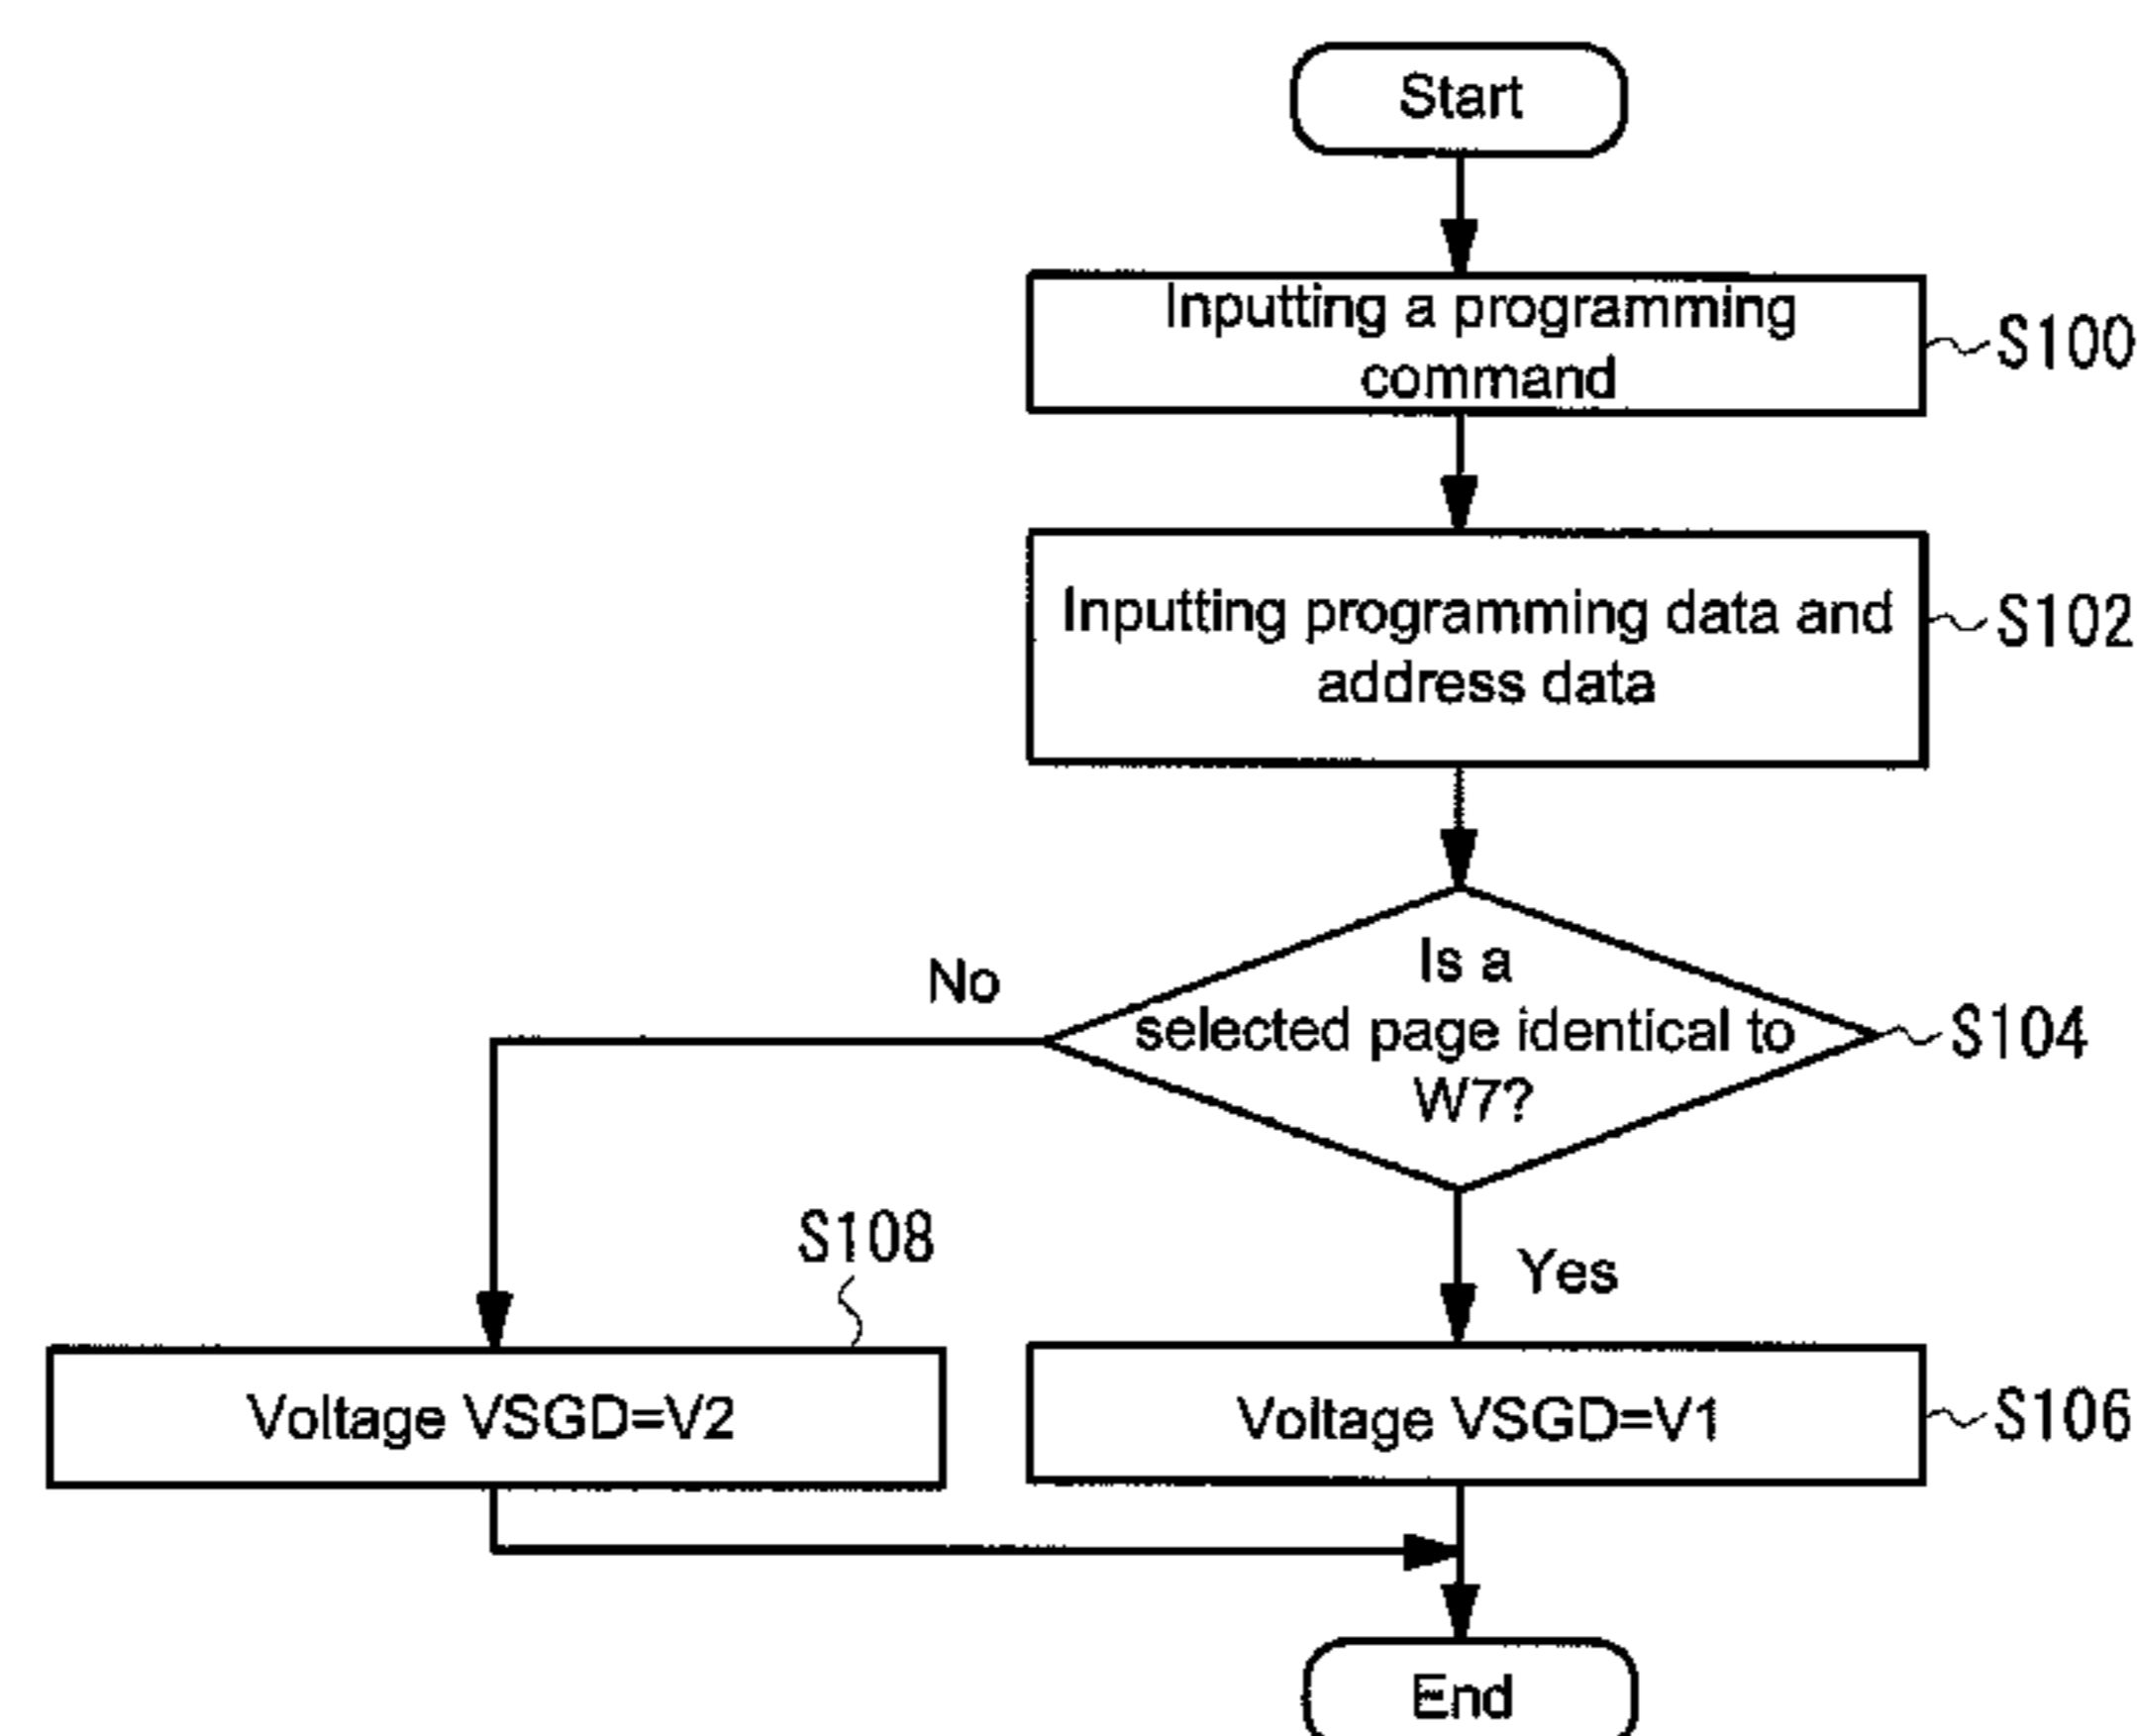 Start
Inputting a programming
command
S100
Inputting programming data and
address data
S102
Is a
selected page identical to
W7?
S104
No
Yes
S108
Voltage VSGD=V2
Voltage VSGD=V1
S106
End